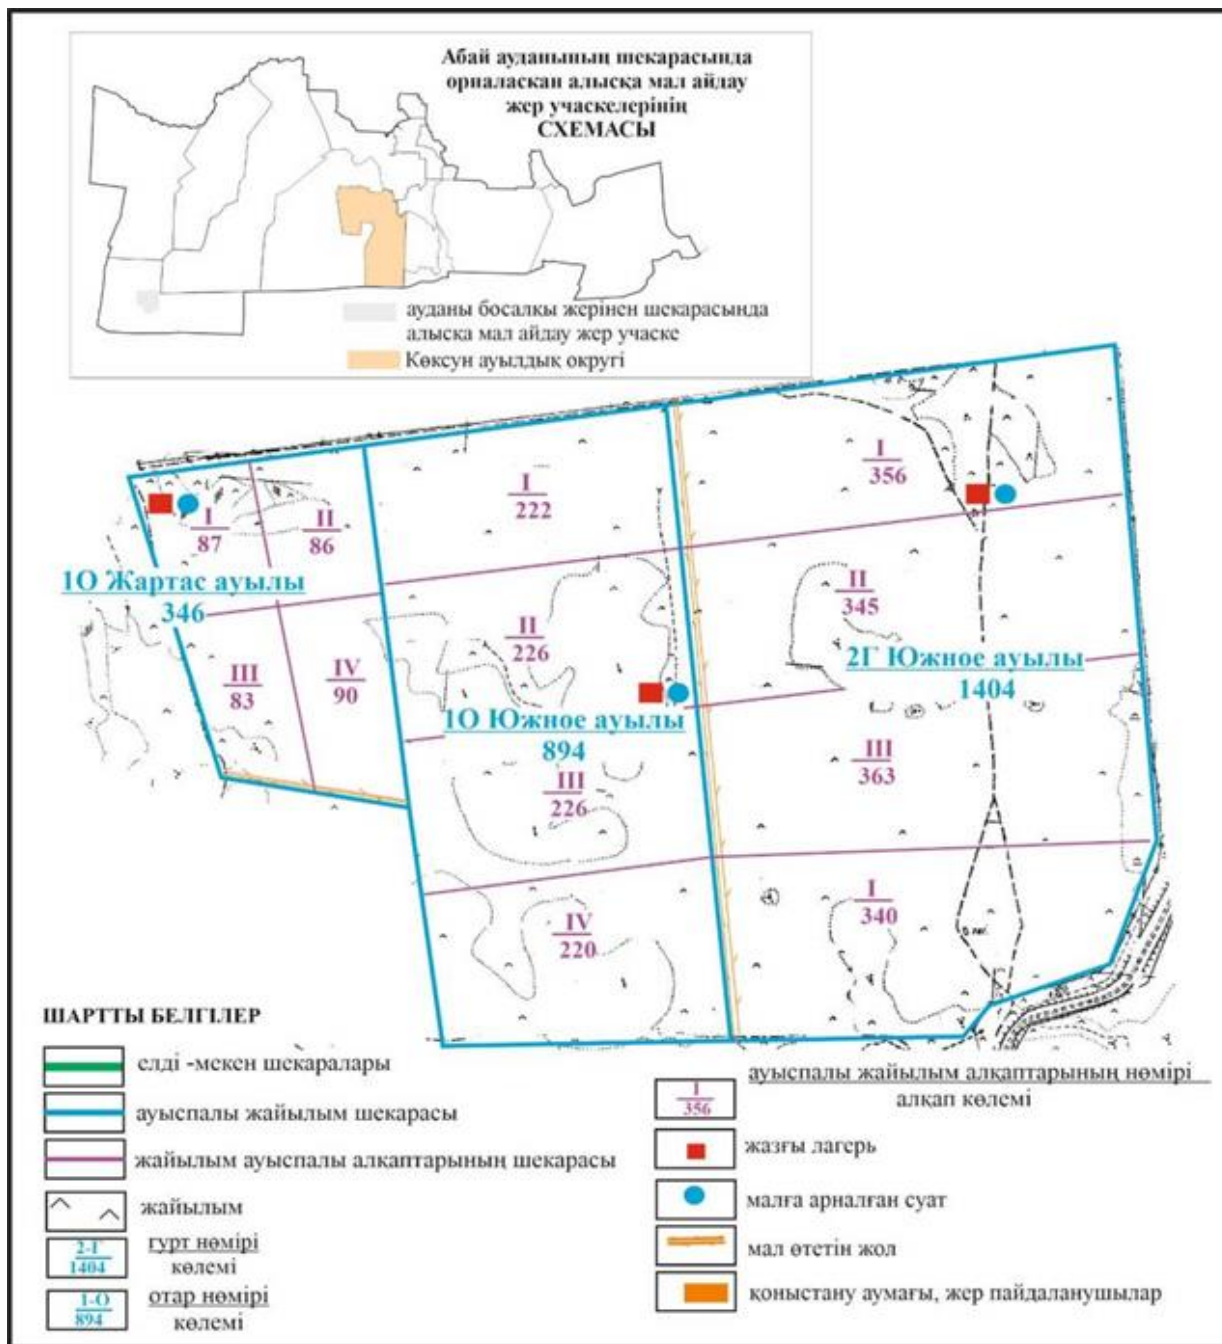 Абай ауданының шекарасында
орналаскан алысқа мал айдау
жер учаскелерінің
СХЕМАСЫ
ауданы босалқы жерінен шекарасында
алысқа мал айдау жер учаске
Көксун ауылдық округі
I
87
II
86
I
222
I
356
1О Жартас ауылы
346
II
226
II
345
III
83
IV
90
2Г Южное ауылы
1404
1О Южное ауылы
894
III
226
III
363
IV
220
I
340
ШАРТТЫ БЕЛГІЛЕР
елді -мекен шекаралары
ауыспалы жайылым шекарасы
жайылым ауыспалы алқаптарының шекарасы
жайылым
2-Г
1404
гурт нөмірі
көлемі
1-О
894
отар нөмірі
көлемі
I
356
ауыспалы жайылым алқаптарының нөмірі
алқап көлемі
жазғы лагерь
малға арналған суат
мал өтетін жол
қоныстану аумағы, жер пайдаланушылар